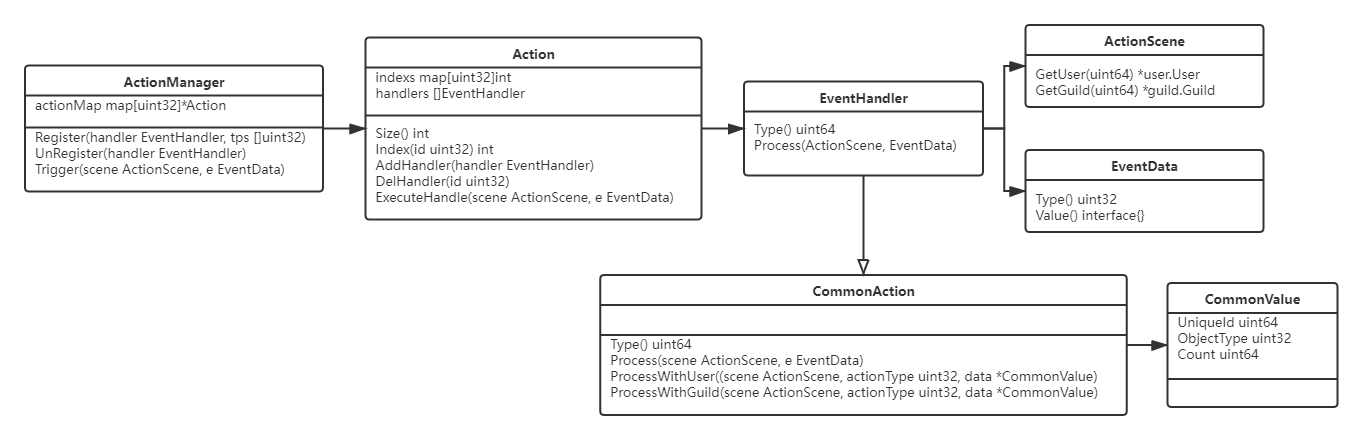 ActionManager
actionMap map[uint32]*Action
Register(handler EventHandler, tps []uint32)
UnRegister(handler EventHandler)
Trigger(scene ActionScene, e EventData)
Action
indexs map[uint32]int
handlers []EventHandler
Size() int
Index(id uint32) int
AddHandler(handler EventHandler)
DelHandler(id uint32)
ExecuteHandle(scene ActionScene, e EventData)
EventHandler
Type() uint64
Process(ActionScene, EventData)
ActionScene
GetUser(uint64) *user.User
GetGuild(uint64) *guild.Guild
EventData
Type() uint32
Value() interface{}
CommonAction
Type() uint64
Process(scene ActionScene, e EventData)
ProcessWithUser((scene ActionScene, actionType uint32, data *CommonValue)
ProcessWithGuild(scene ActionScene, actionType uint32, data *CommonValue)
CommonValue
UniqueId uint64
ObjectType uint32
Count uint64